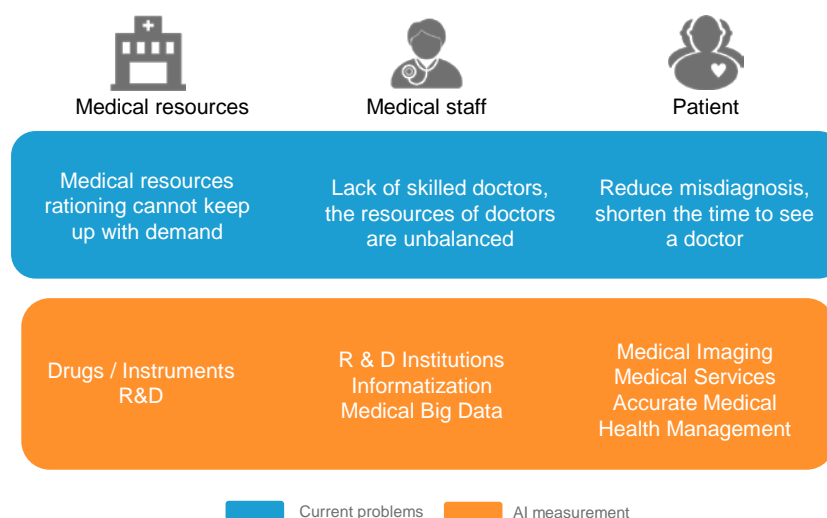 Medical resources
Medical staff
Patient
Medical resources
rationing cannot keep
up with demand
Lack of skilled doctors,
the resources of doctors
are unbalanced
Reduce misdiagnosis,
shorten the time to see
a doctor
Drugs / Instruments
R&D
R & D Institutions
Informatization
Medical Big Data
Medical Imaging
Medical Services
Accurate Medical
Health Management
Current problems
AI measurement